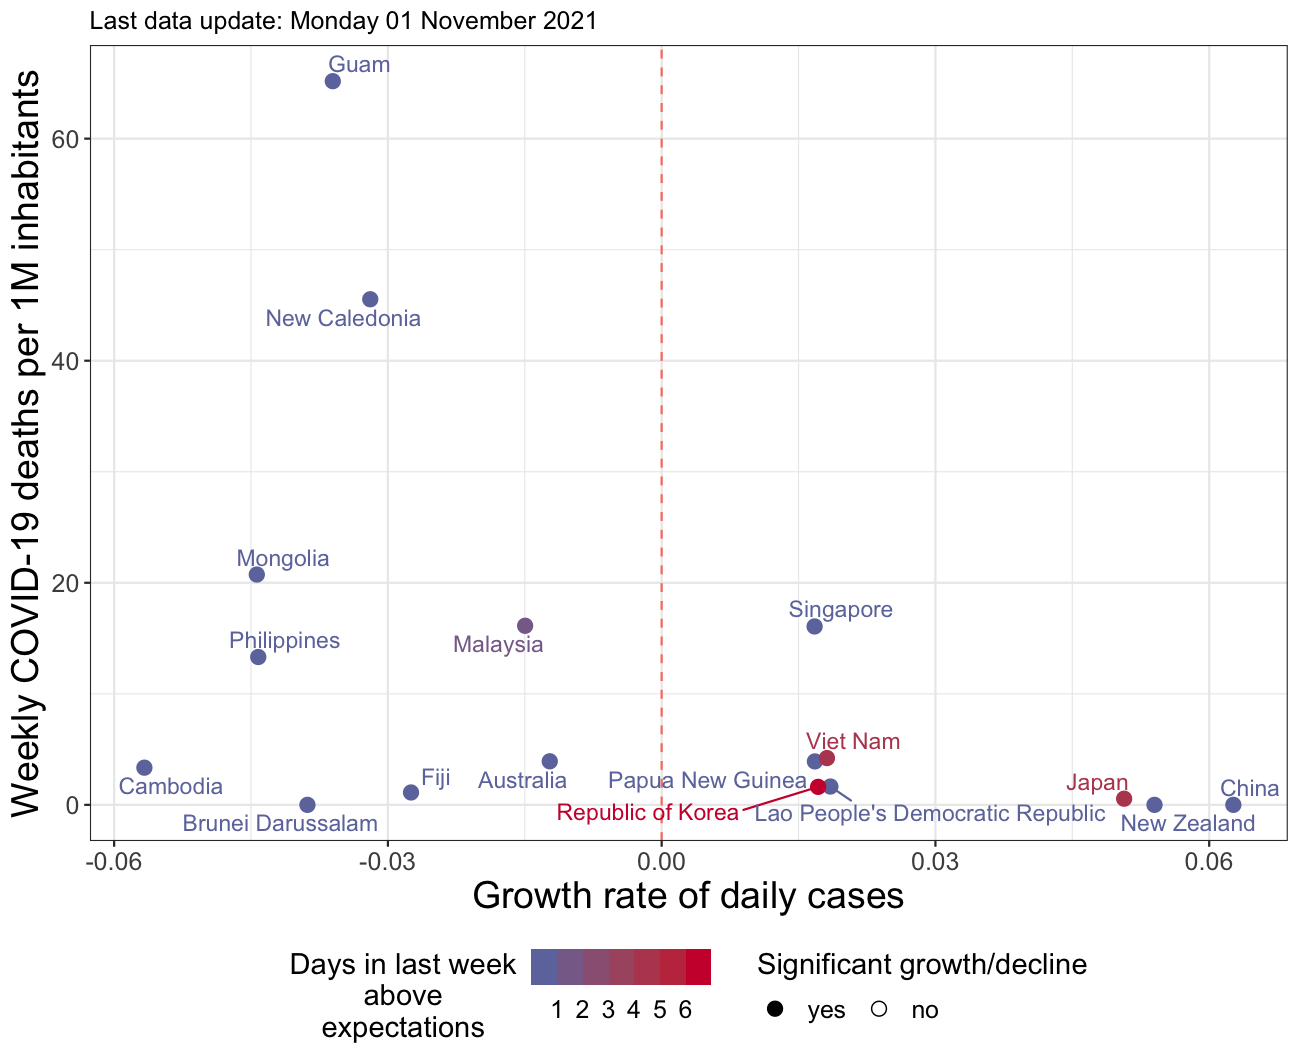 Last data update: Monday 01 November 2021
Weekly COVID-19 deaths per 1M inhabitants
60
40
20
0
Guam
New Caledonia
Mongolia
Philippines
Malaysia
Singapore
Viet Nam
Cambodia
Fiji
Australia
Papua New Guinea
Japan
China
Brunei Darussalam
Republic of Korea
Lao People's Democratic Republic
New Zealand
-0.06
-0.03
0.00
0.03
0.06
Growth rate of daily cases
Days in last week
above
expectations
1 2 3 4 5 6
Significant growth/decline
yes no